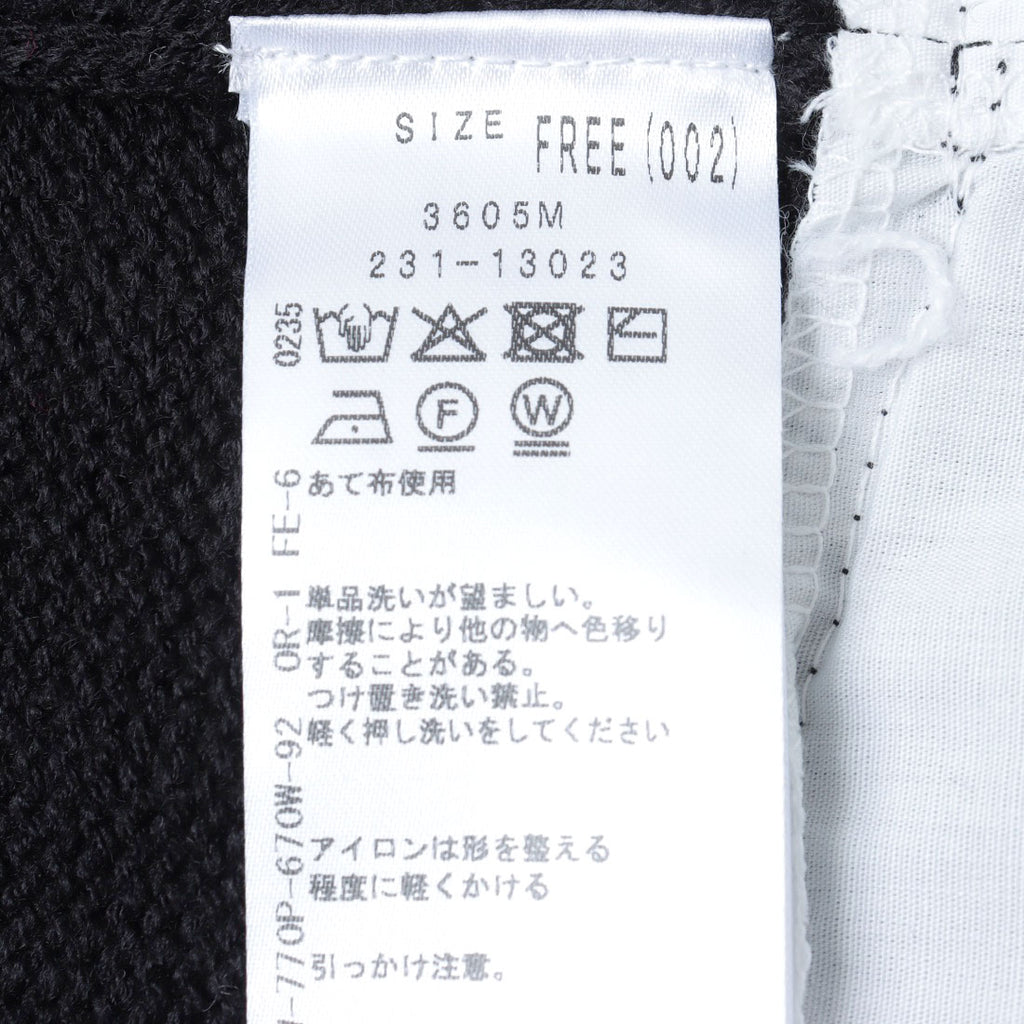 SIZE FREE(002)
3605M
231-13023
F W
あて布使用
単品洗いが望ましい。
摩擦により他の物へ色移り
することがある。
つけ置き洗い禁止。
軽く押し洗いをしてください
アイロンは形を整える
程度に軽くかける
引っかけ注意。
770P-670W-92 OR-1 FE-6 0235